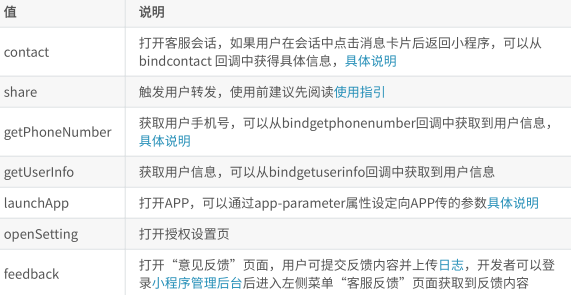 值 说明
contact 打开客服会话，如果用户在会话中点击消息卡片后返回小程序，可以从
bindcontact 回调中获得具体信息，具体说明
share 触发用户转发，使用前建议先阅读使用指引
getPhoneNumber 获取用户手机号，可以从bindgetphonenumber回调中获取到用户信息，
具体说明
getUserInfo 获取用户信息，可以从bindgetuserinfo回调中获取到用户信息
launchApp 打开APP，可以通过app-parameter属性设定向APP传的参数具体说明
openSetting 打开授权设置页
feedback 打开“意见反馈”页面，用户可提交反馈内容并上传日志，开发者可以登
录小程序管理后台后进入左侧菜单“客服反馈”页面获取到反馈内容